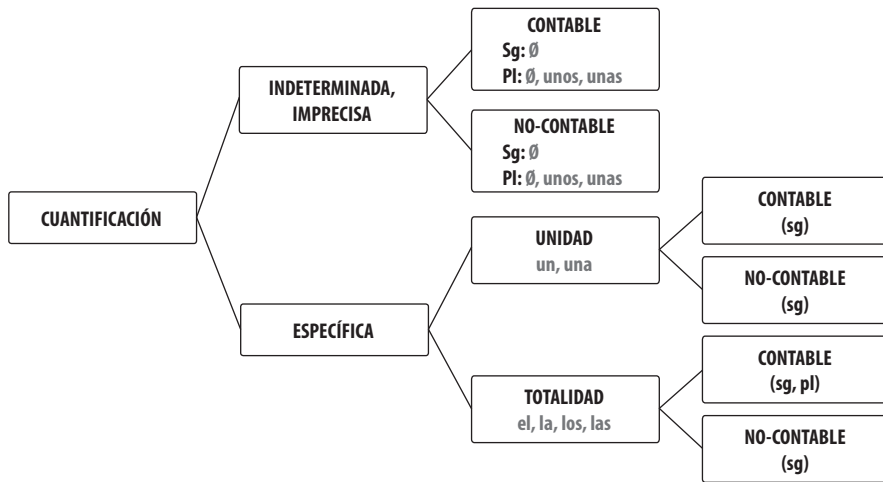 CUANTIFICACIÓN
INDETERMINADA,
IMPRECISA
CONTABLE
Sg: Ø
Pl: Ø, unos, unas
NO-CONTABLE
Sg: Ø
Pl: Ø, unos, unas
ESPECÍFICA
UNIDAD
un, una
CONTABLE
(sg)
NO-CONTABLE
(sg)
TOTALIDAD
el, la, los, las
CONTABLE
(sg, pl)
NO-CONTABLE
(sg)